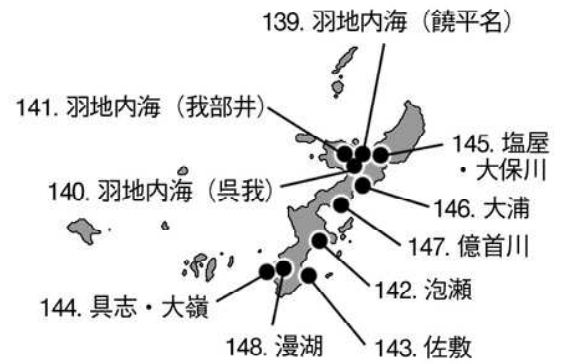 139. 羽地内海（饒平名）
141. 羽地内海（我部井）
145. 塩屋
・大保川
140. 羽地内海（呉我）
146. 大浦
147. 億首川
142. 泡瀬
144. 具志・大嶺
148. 漫湖
143. 佐敷